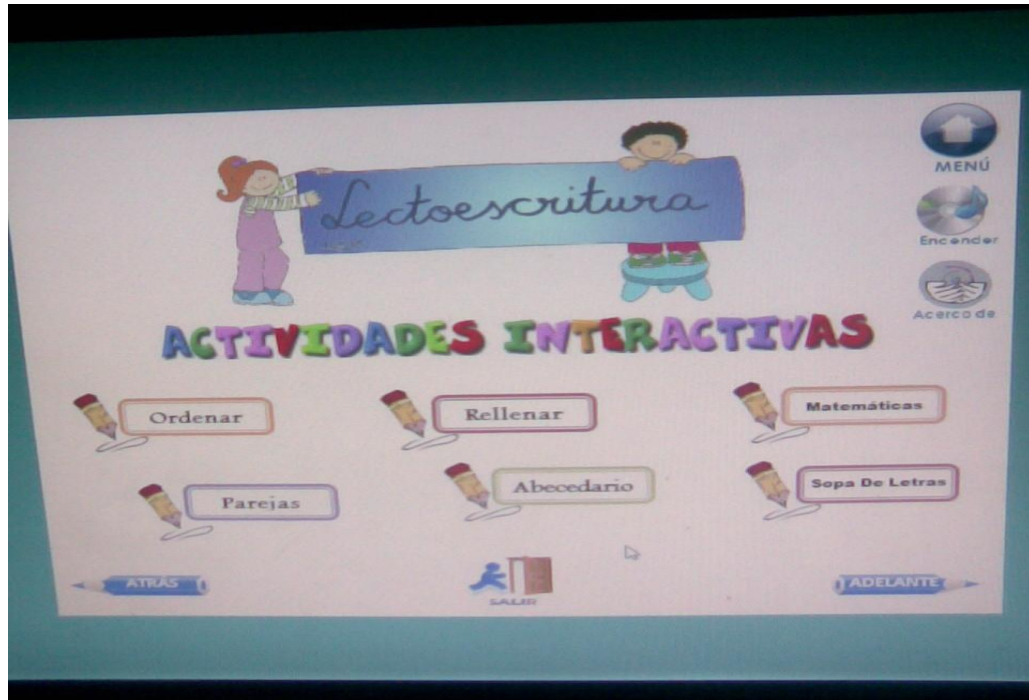 Lectoescritura
MENÚ
Encender
Acerca de
ACTIVIDADES INTERACTIVAS
Ordenar
Rellenar
Matemáticas
Parejas
Abecedario
Sopa De Letras
ATRÁS
SALIR
ADELANTE